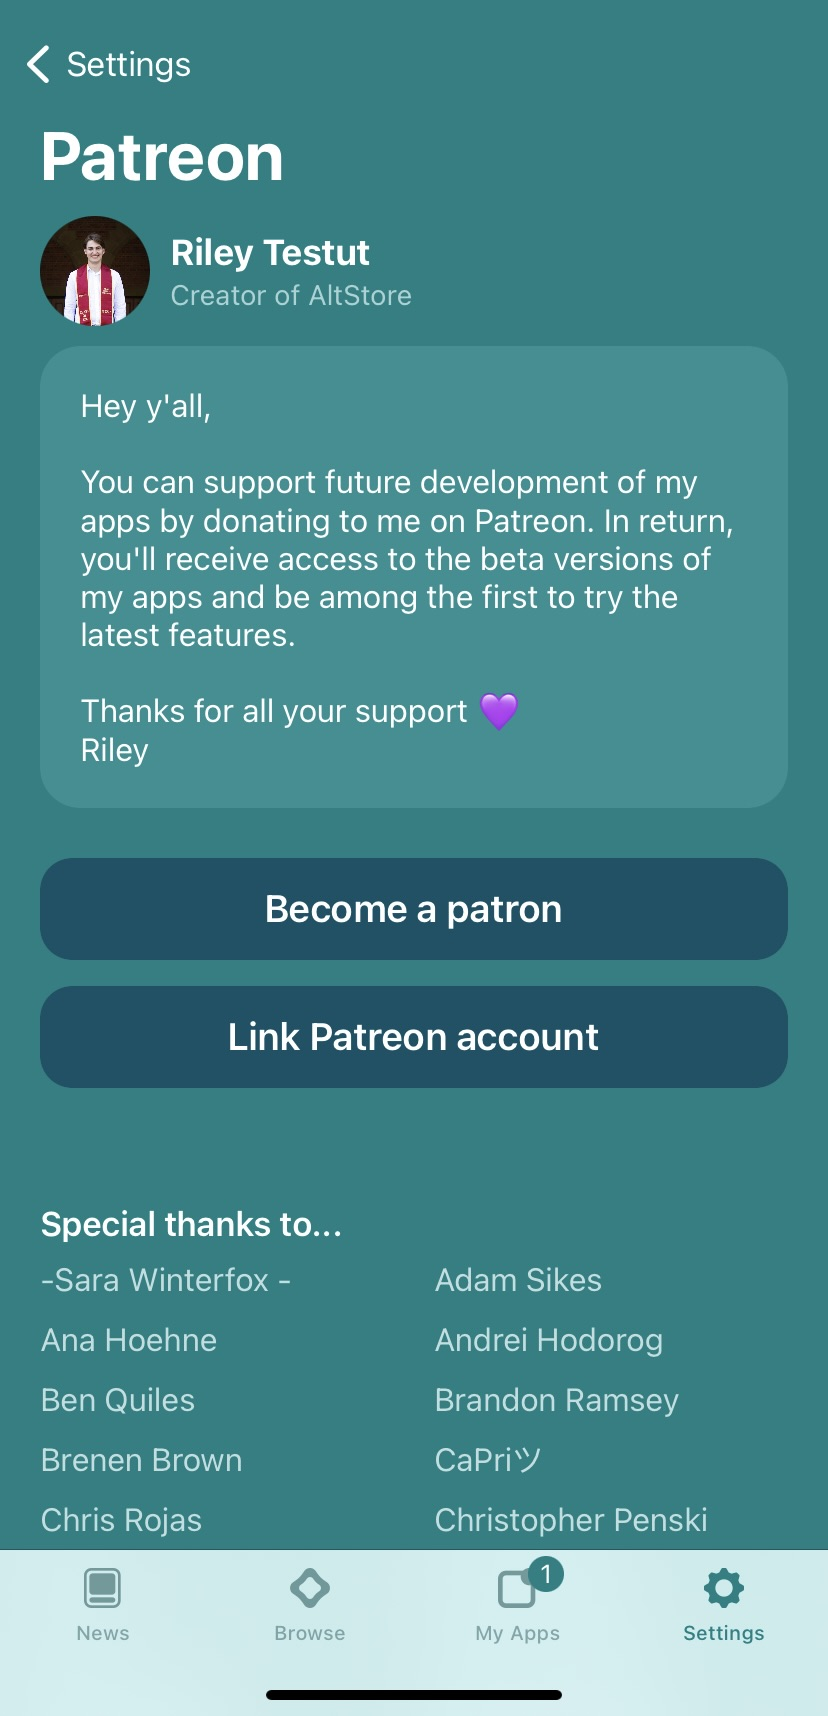 Settings
Patreon
Riley Testut
Creator of AltStore
Hey y'all,
You can support future development of my
apps by donating to me on Patreon. In return,
you'll receive access to the beta versions of
my apps and be among the first to try the
latest features.
Thanks for all your support 💜
Riley
Become a patron
Link Patreon account
Special thanks to...
-Sara Winterfox -
Adam Sikes
Ana Hoehne
Andrei Hodorog
Ben Quiles
Brandon Ramsey
Brenen Brown
CaPriツ
Chris Rojas
Christopher Penski
1
News
Browse
My Apps
Settings